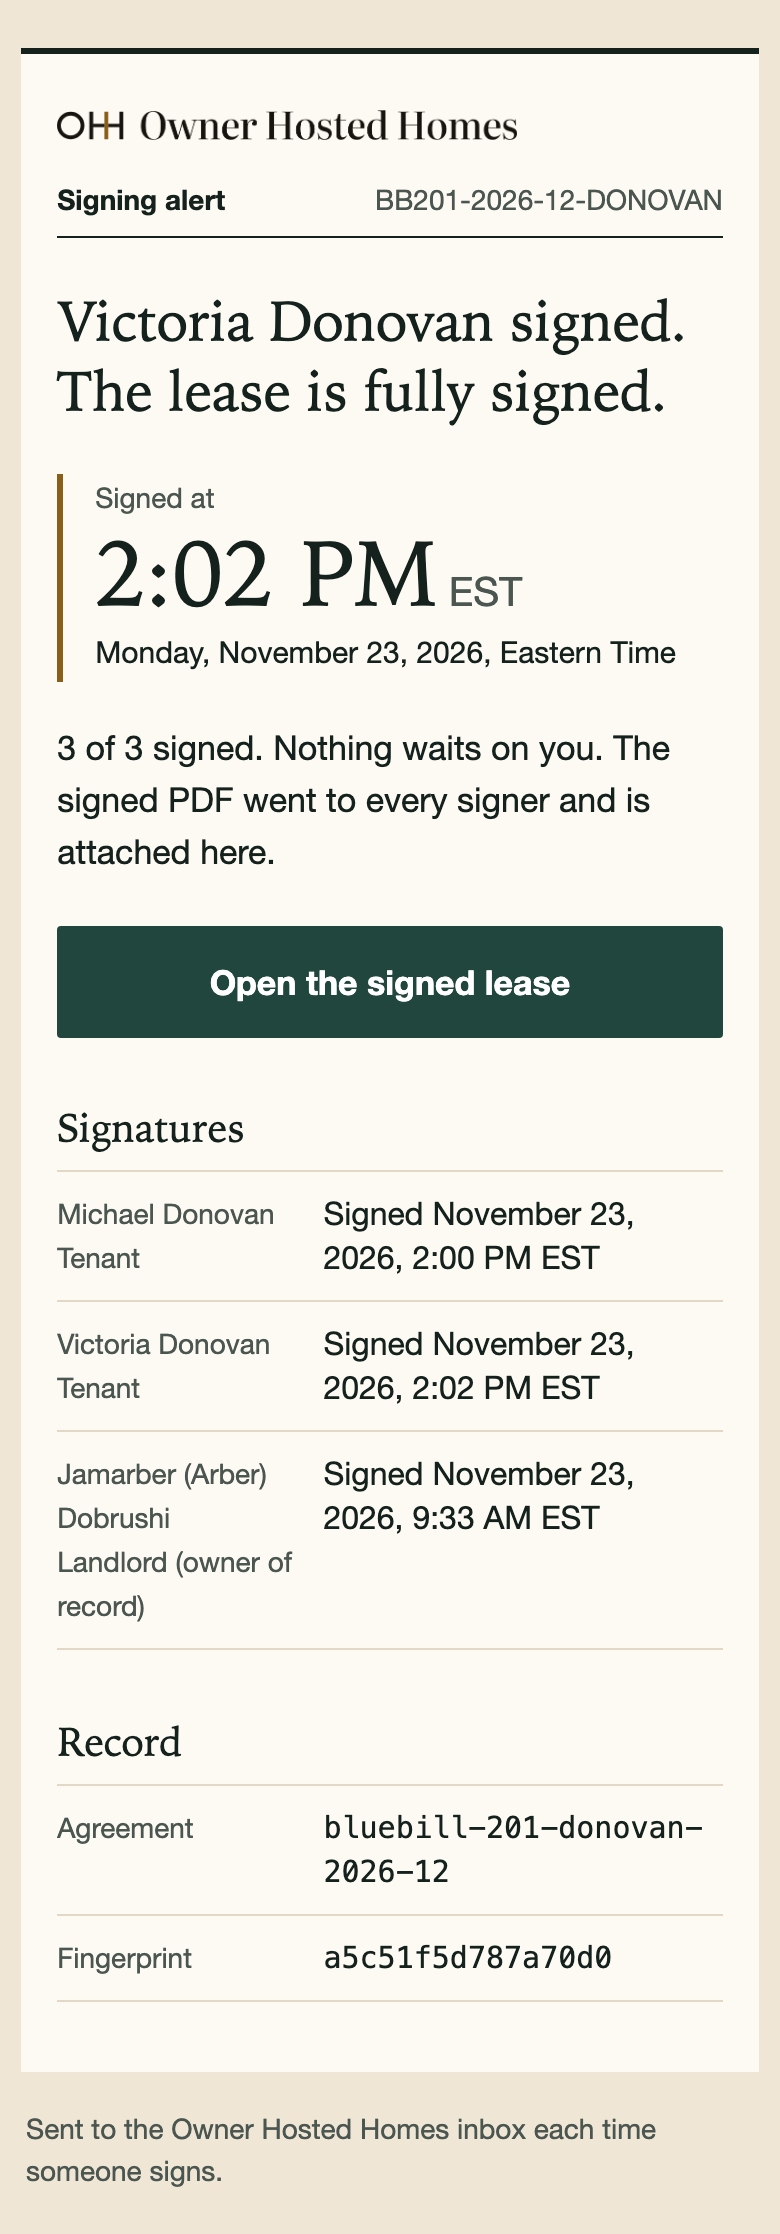 OHH Owner Hosted Homes
Signing alert BB201-2026-12-DONOVAN
Victoria Donovan signed.
The lease is fully signed.
Signed at
2:02 PM EST
Monday, November 23, 2026, Eastern Time
3 of 3 signed. Nothing waits on you. The
signed PDF went to every signer and is
attached here.
Open the signed lease
Signatures
Michael Donovan
Tenant
Signed November 23,
2026, 2:00 PM EST
Victoria Donovan
Tenant
Signed November 23,
2026, 2:02 PM EST
Jamarber (Arber)
Dobrushi
Landlord (owner of
record)
Signed November 23,
2026, 9:33 AM EST
Record
Agreement
bluebill-201-donovan-
2026-12
Fingerprint
a5c51f5d787a70d0
Sent to the Owner Hosted Homes inbox each time
someone signs.